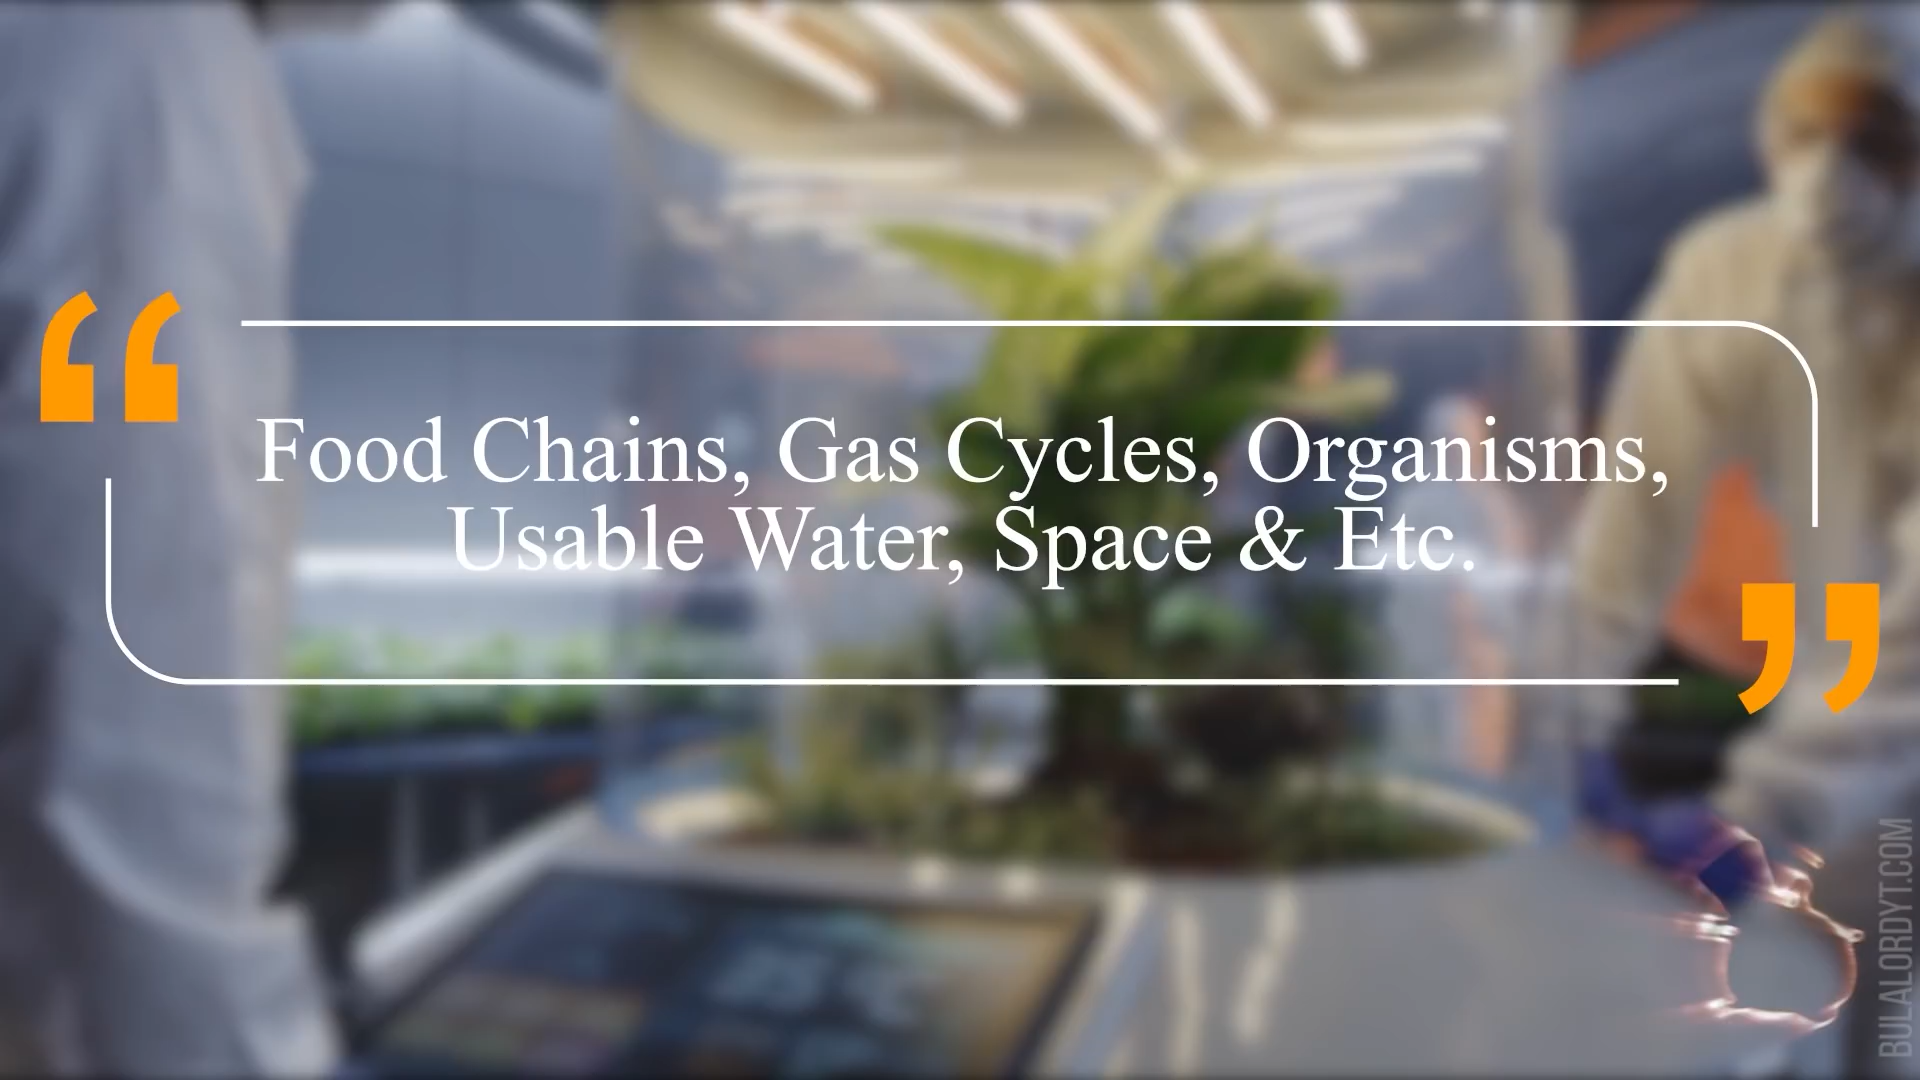 Food Chains, Gas Cycles, Organisms,
Usable Water, Space & Etc.
BULALORDYT.COM